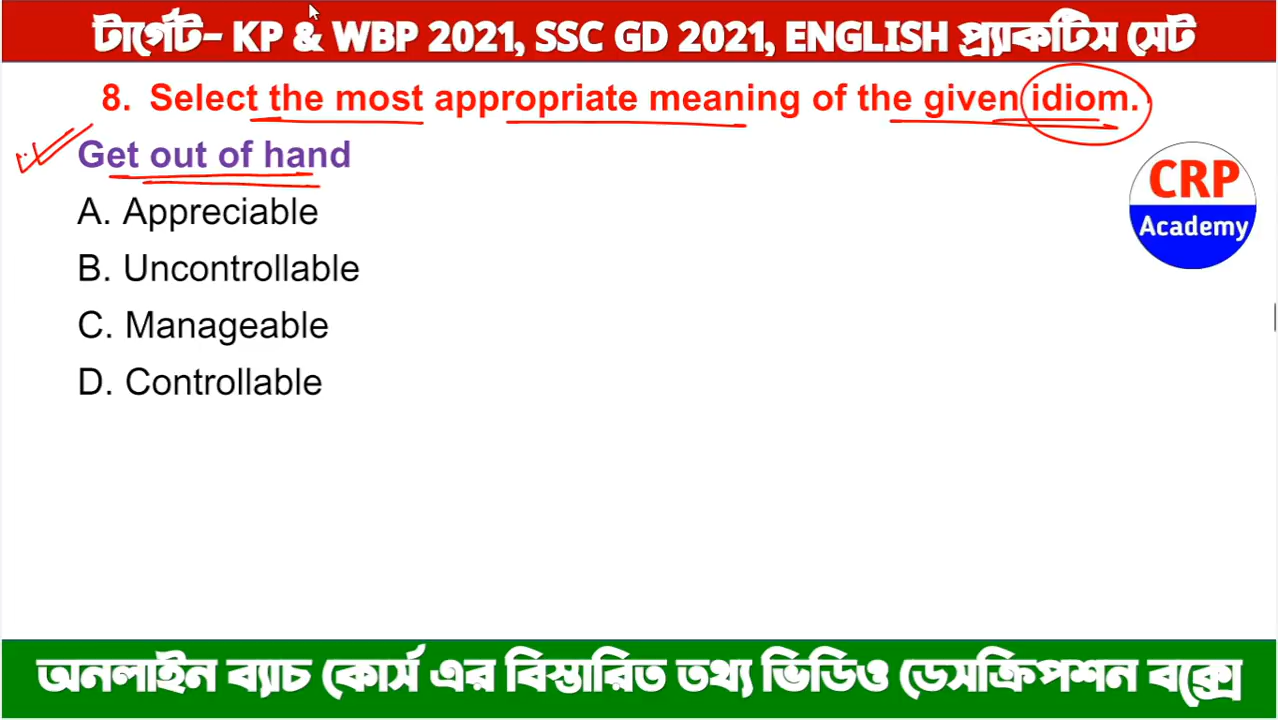 টার্গেট- KP & WBP 2021, SSC GD 2021, ENGLISH প্র্যাকটিস সেট
8. Select the most appropriate meaning of the given idiom.
Get out of hand
CRP
Academy
A. Appreciable
B. Uncontrollable
C. Manageable
D. Controllable
অনলাইন ব্যাচ কোর্স এর বিস্তারিত তথ্য ভিডিও ডেসক্রিপশন বক্সে